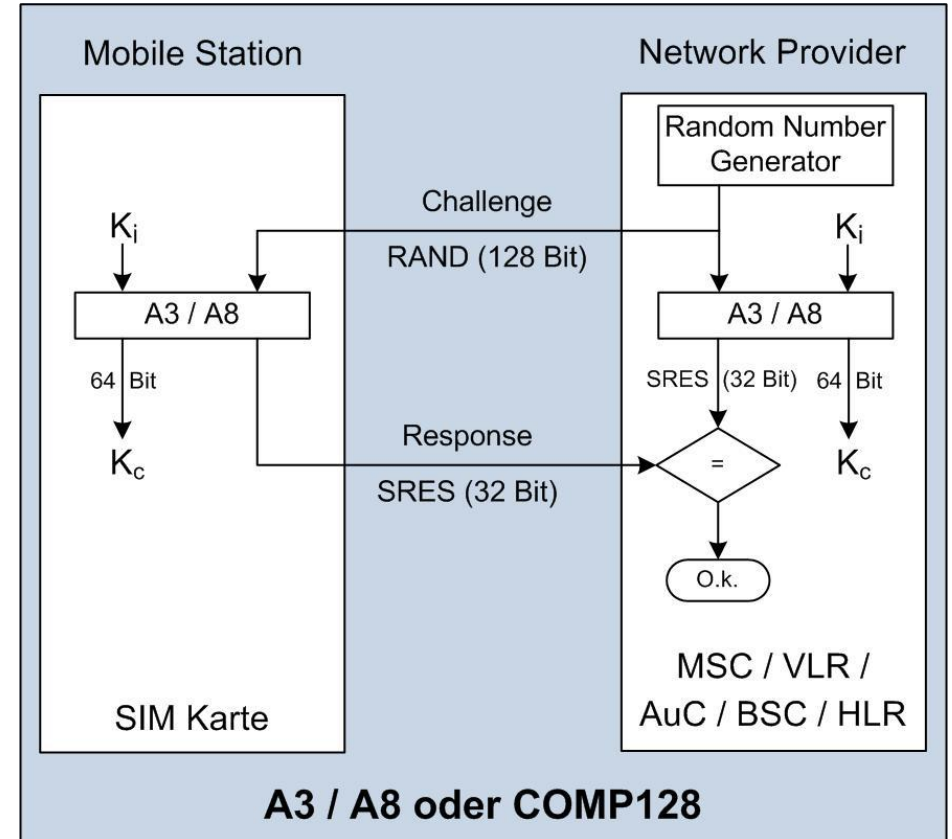 Mobile Station
Network Provider
Random Number
Generator
Challenge
RAND (128 Bit)
Ki
Ki
A3 / A8
A3 / A8
64 Bit
SRES (32 Bit)
64 Bit
Kc
Response
SRES (32 Bit)
=
Kc
O.k.
SIM Karte
MSC / VLR /
AuC / BSC / HLR
A3 / A8 oder COMP128